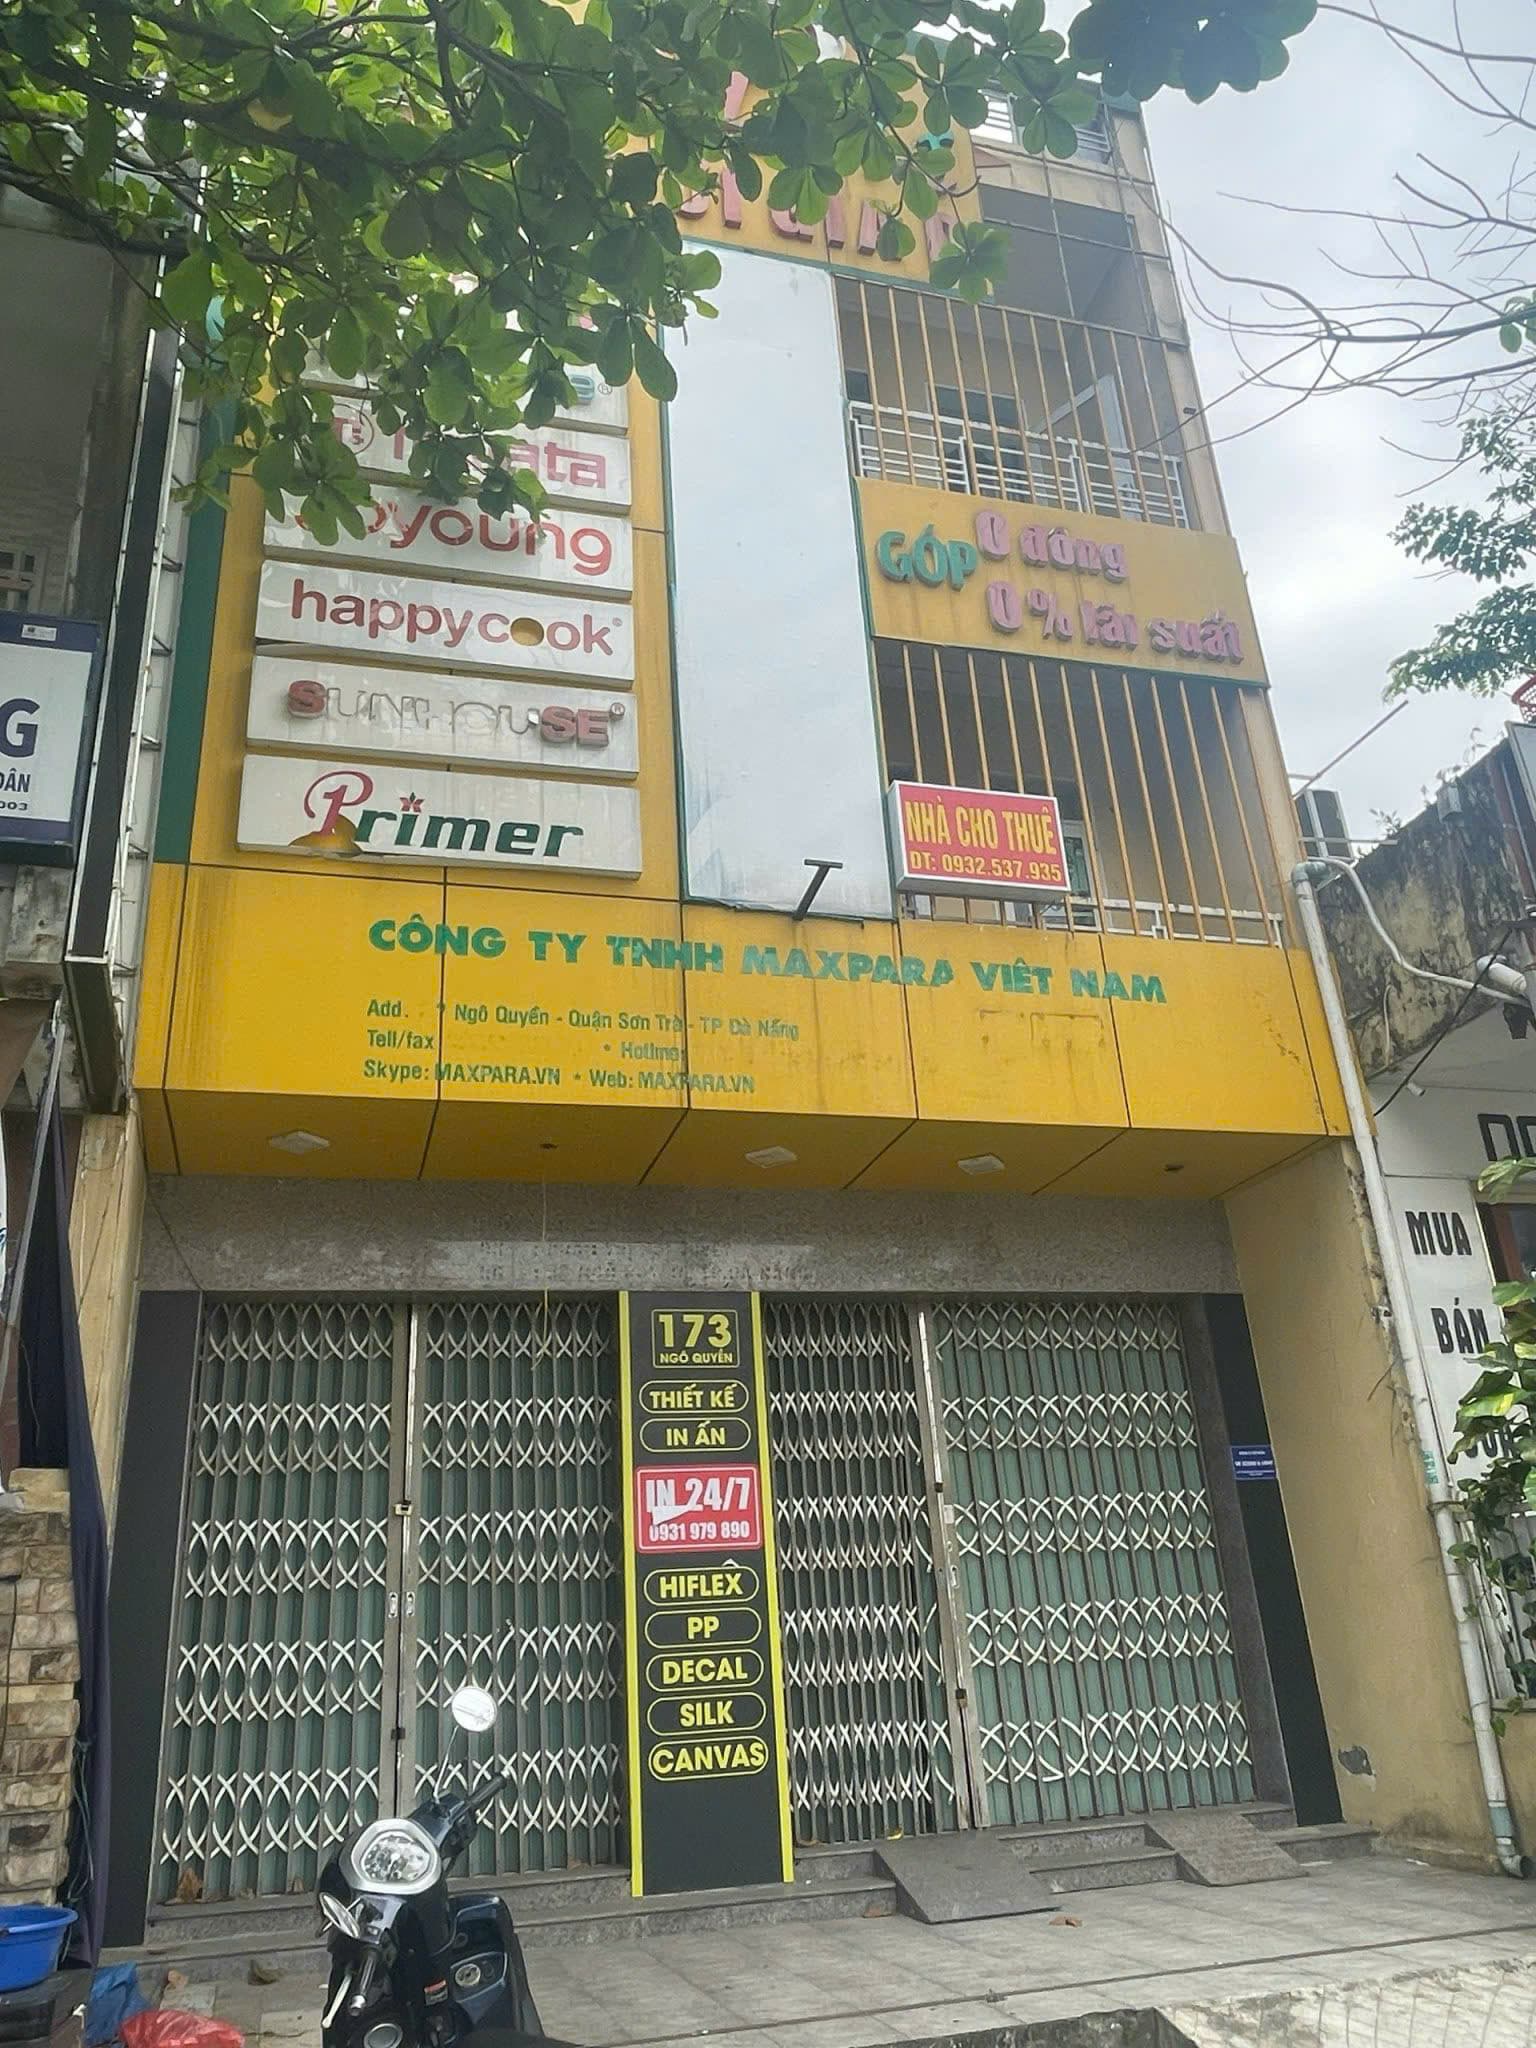 happycook®
SUNHOUSE®
Primer
GÓP 0 đồng
0% lãi suất
NHÀ CHO THUÊ
ĐT: 0932.537.935
CÔNG TY TNHH MAXPARA VIỆT NAM
Add. Ngô Quyền - Quận Sơn Trà - TP Đà Nẵng
Tell/fax • Hotline:
Skype: MAXPARA.VN • Web: MAXPARA.VN
173
NGÔ QUYỀN
THIẾT KẾ
IN ẤN
IN 24/7
0931 979 890
HIFLEX
PP
DECAL
SILK
CANVAS
G
DÂN
003
MUA
BÁN